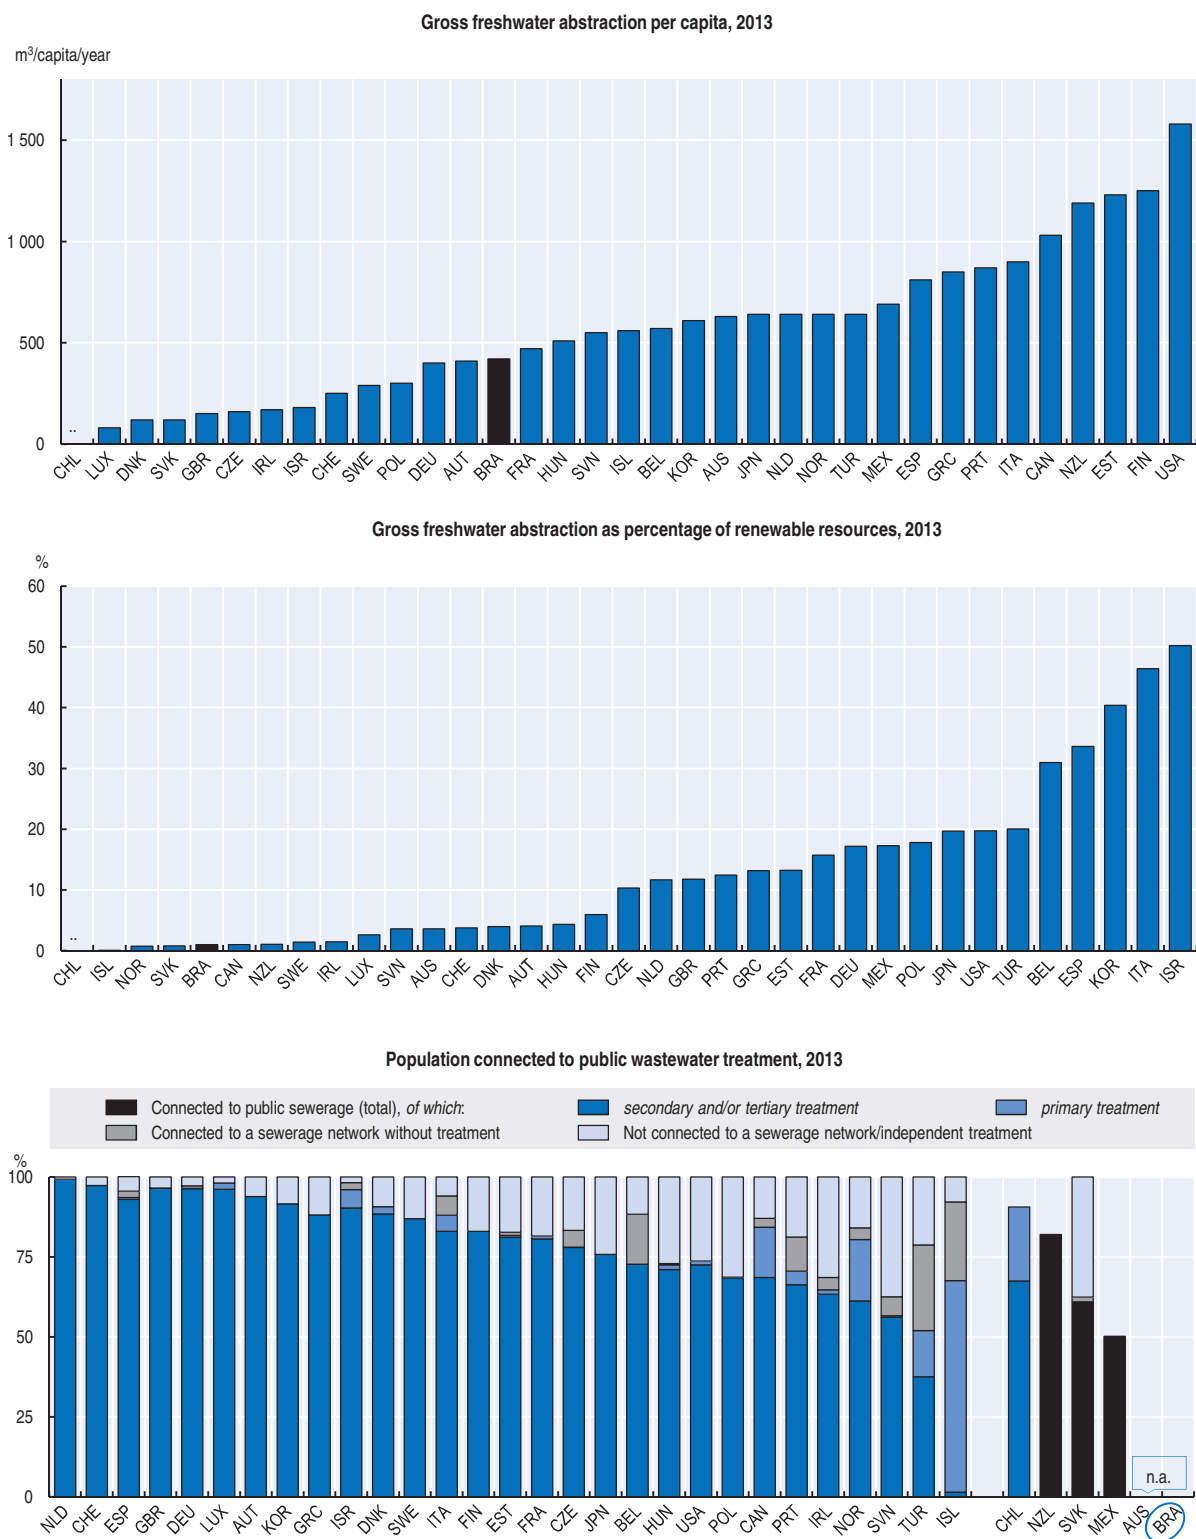 Gross freshwater abstraction per capita, 2013
m³/capita/year
1 500
1 000
500
0
..
CHL LUX DNK SVK GBR CZE IRL ISR CHE SWE POL DEU AUT BRA FRA HUN SVN ISL BEL KOR AUS JPN NLD NOR TUR MEX ESP GRC PRT ITA CAN NZL EST FIN USA
Gross freshwater abstraction as percentage of renewable resources, 2013
%
60
50
40
30
20
10
0
..
CHL ISL NOR SVK BRA CAN NZL SWE IRL LUX SVN AUS CHE DNK AUT HUN FIN CZE NLD GBR PRT GRC EST FRA DEU MEX POL JPN USA TUR BEL ESP KOR ITA ISR
Population connected to public wastewater treatment, 2013
Connected to public sewerage (total), of which: secondary and/or tertiary treatment primary treatment
Connected to a sewerage network without treatment Not connected to a sewerage network/independent treatment
%
100
75
50
25
0
n.a.
NLD CHE ESP GBR DEU LUX AUT KOR GRC ISR DNK SWE ITA FIN EST FRA CZE JPN BEL HUN USA POL CAN PRT IRL NOR SVN TUR ISL CHL NZL SVK MEX AUS BRA